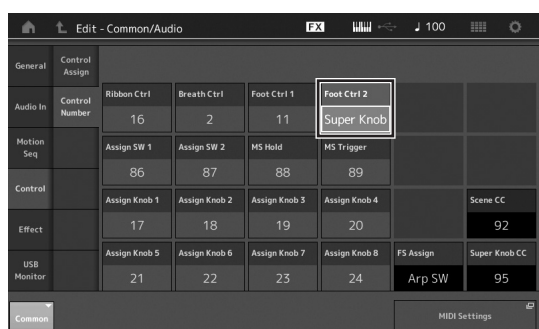 Edit - Common/Audio FX 100
General Control Assign
Audio In Control Number
Motion Seq
Control
Effect
USB Monitor
Common
Ribbon Ctrl Breath Ctrl Foot Ctrl 1 Foot Ctrl 2
16 2 11 Super Knob
Assign SW 1 Assign SW 2 MS Hold MS Trigger
86 87 88 89
Assign Knob 1 Assign Knob 2 Assign Knob 3 Assign Knob 4 Scene CC
17 18 19 20 92
Assign Knob 5 Assign Knob 6 Assign Knob 7 Assign Knob 8 FS Assign Super Knob CC
21 22 23 24 Arp SW 95
MIDI Settings